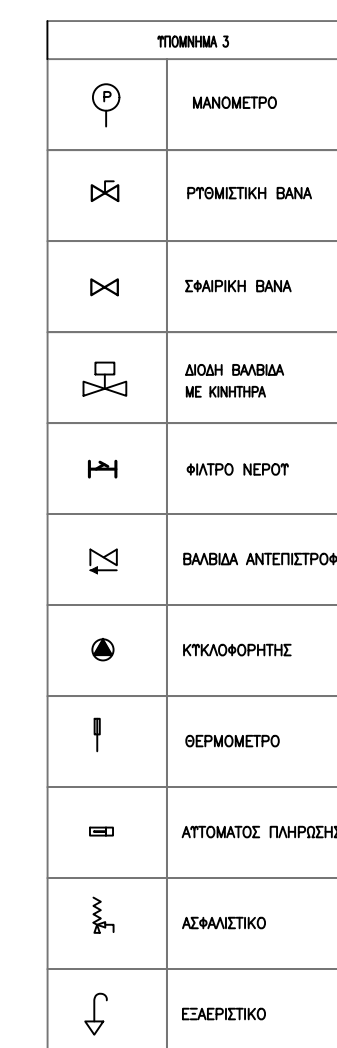 ΥΠΟΜΝΗΜΑ 3
P
ΜΑΝΟΜΕΤΡΟ
ΡΥΘΜΙΣΤΙΚΗ ΒΑΝΑ
ΣΦΑΙΡΙΚΗ ΒΑΝΑ
ΔΙΟΔΗ ΒΑΛΒΙΔΑ
ΜΕ ΚΙΝΗΤΗΡΑ
ΦΙΛΤΡΟ ΝΕΡΟΥ
ΒΑΛΒΙΔΑ ΑΝΤΕΠΙΣΤΡΟΦ
ΚΥΚΛΟΦΟΡΗΤΗΣ
ΘΕΡΜΟΜΕΤΡΟ
ΑΥΤΟΜΑΤΟΣ ΠΛΗΡΩΣΗΣ
ΑΣΦΑΛΙΣΤΙΚΟ
ΕΞΑΕΡΙΣΤΙΚΟ